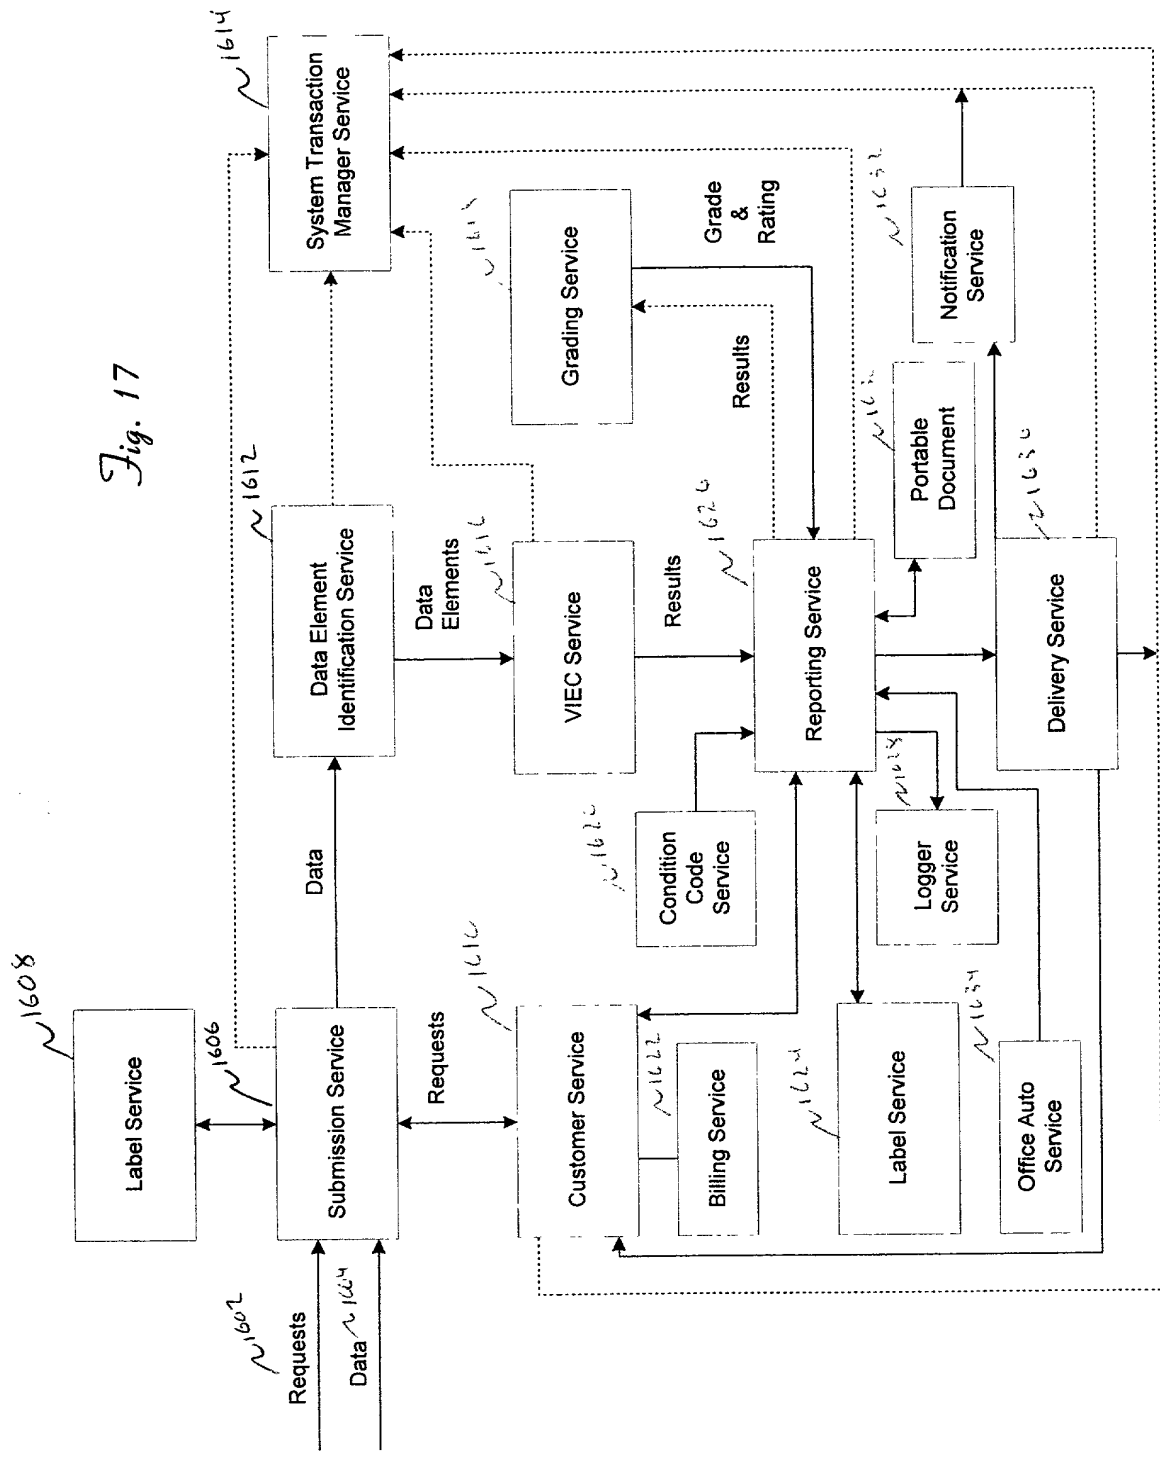 Fig. 17
1608
Label Service
1606
1602
Requests
1604
Data
Submission Service
Data
1612
Data Element
Identification Service
1614
System Transaction
Manager Service
Requests
Data
Elements
1616
VIEC Service
Grading Service
Customer Service
1622
Billing Service
Condition
Code
Service
Results
Results
Grade
&
Rating
1626
Reporting Service
1624
Label Service
1628
Logger
Service
Portable
Document
1632
Notification
Service
1634
Office Auto
Service
1630
Delivery Service